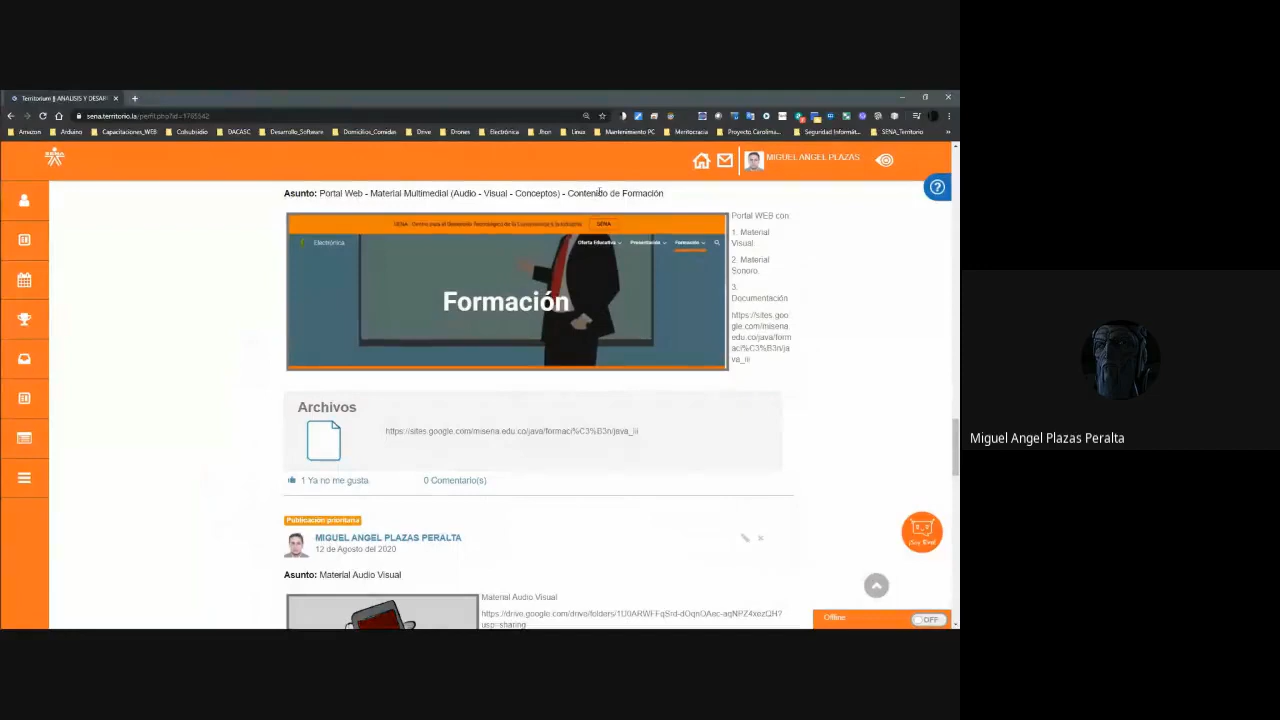 Territorium || ANALISIS Y DESAR
sena.territorio.la/perfil.php?id=1765542
Amazon Arduino Capacitaciones_WEB Colsubsidio DACASC Desarrollo_Software Domicilios_Comidas Drive Drones Electrónica Jhon Linux Mantenimiento PC Meritocracia Proyecto Carolima... Seguridad Informát... SENA_Territorio
SENA
MIGUEL ANGEL PLAZAS
Asunto: Portal Web - Material Multimedial (Audio - Visual - Conceptos) - Contenido de Formación
SENA
Electrónica Oferta Educativa Presentando Formación
Formación
Portal WEB con
1. Material
Visual.
2. Material
Sonoro.
3.
Documentación
https://sites.goo
gle.com/misena
edu.co/java/form
aci%C3%B3n/ja
va_iii
Archivos
https://sites.google.com/misena.edu.co/java/formaci%C3%B3n/java_iii
1 Ya no me gusta 0 Comentario(s)
Publicación prioritaria
MIGUEL ANGEL PLAZAS PERALTA
12 de Agosto del 2020
Asunto: Material Audio Visual
Material Audio Visual
usp=sharing
Offline OFF
Miguel Angel Plazas Peralta